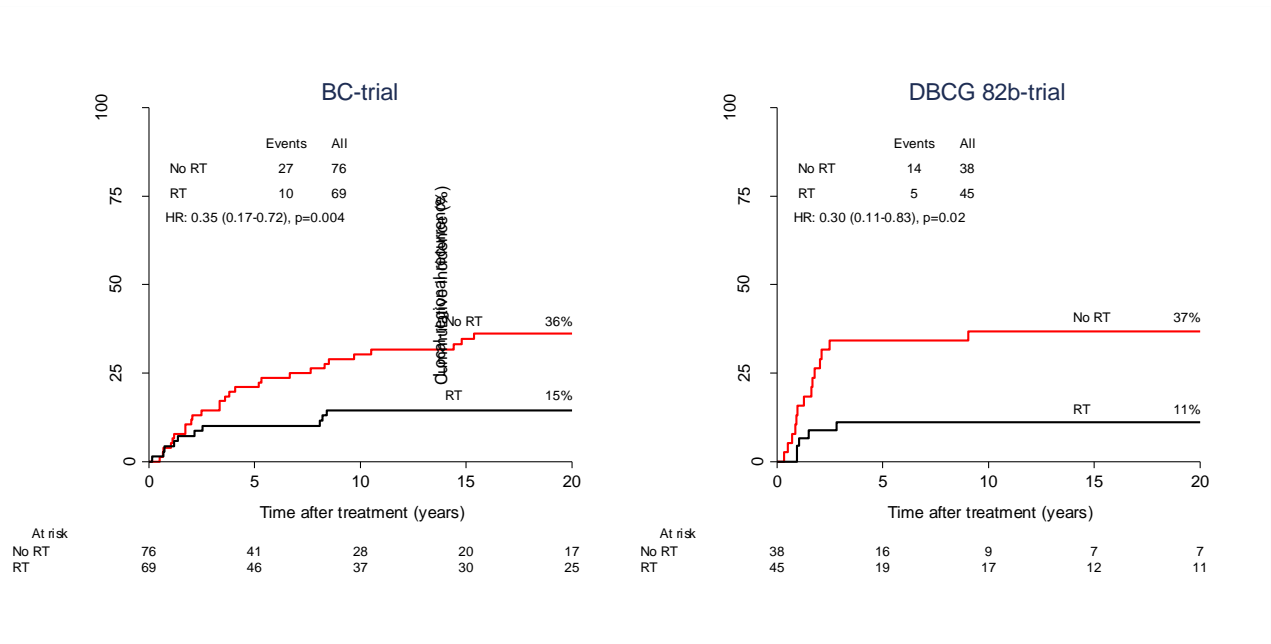 BC-trial
100
75
50
25
0
Events All
No RT 27 76
RT 10 69
HR: 0.35 (0.17-0.72), p=0.004
No RT 36%
RT 15%
0 5 10 15 20
Time after treatment (years)
At risk
No RT 76 41 28 20 17
RT 69 46 37 30 25
DBCG 82b-trial
100
75
50
25
0
Events All
No RT 14 38
RT 5 45
HR: 0.30 (0.11-0.83), p=0.02
No RT 37%
RT 11%
0 5 10 15 20
Time after treatment (years)
No RT 38 16 9 7 7
RT 45 19 17 12 11